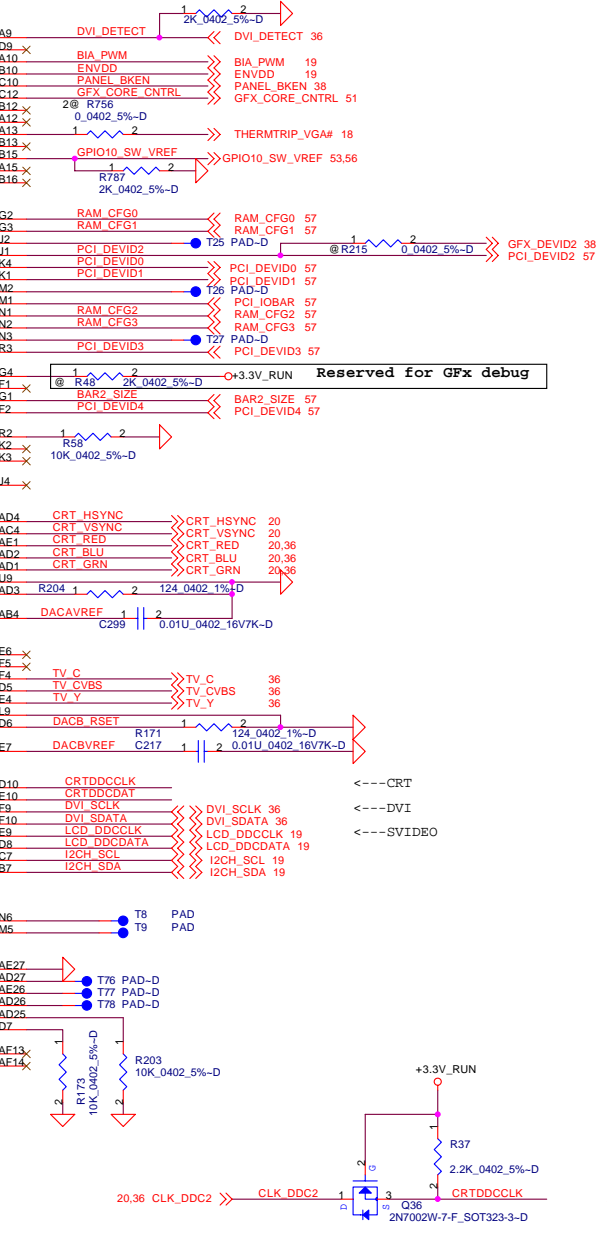 1 2
2K_0402_5%~D
A9 DVI_DETECT DVI_DETECT 36
D9
A10 BIA_PWM BIA_PWM 19
B10 ENVDD ENVDD 19
C10 PANEL_BKEN PANEL_BKEN 38
C12 GFX_CORE_CNTRL GFX_CORE_CNTRL 51
B12 2@ R756
A12 0_0402_5%~D
A13 1 2 THERMTRIP_VGA# 18
B13
B15 GPIO10_SW_VREF GPIO10_SW_VREF 53,56
A15 1 2
B16 R787
2K_0402_5%~D
G2 RAM_CFG0 RAM_CFG0 57
G3 RAM_CFG1 RAM_CFG1 57
J2 T25 PAD~D 1 2 GFX_DEVID2 38
J1 PCI_DEVID2 @ R215 0_0402_5%~D PCI_DEVID2 57
K4 PCI_DEVID0 PCI_DEVID0 57
K1 PCI_DEVID1 PCI_DEVID1 57
M2 T26 PAD~D
M1 PCI_IOBAR 57
N1 RAM_CFG2 RAM_CFG2 57
N2 RAM_CFG3 RAM_CFG3 57
N3 T27 PAD~D
R3 PCI_DEVID3 PCI_DEVID3 57
G4 1 2 +3.3V_RUN Reserved for GFx debug
F1 @ R48 2K_0402_5%~D
G1 BAR2_SIZE BAR2_SIZE 57
F2 PCI_DEVID4 PCI_DEVID4 57
R2 1 2
K2 R58
K3 10K_0402_5%~D
J4
AD4 CRT_HSYNC CRT_HSYNC 20
AC4 CRT_VSYNC CRT_VSYNC 20
AE1 CRT_RED CRT_RED 20,36
AD2 CRT_BLU CRT_BLU 20,36
AD1 CRT_GRN CRT_GRN 20,36
U9
AD3 R204 1 2 124_0402_1%~D
AB4 DACAVREF 1 2
C299 0.01U_0402_16V7K~D
E6
F5
F4 TV_C TV_C 36
D5 TV_CVBS TV_CVBS 36
E4 TV_Y TV_Y 36
L9
D6 DACB_RSET 1 2
R171 124_0402_1%~D
E7 DACBVREF C217 1 2 0.01U_0402_16V7K~D
D10 CRTDDCCLK <---CRT
E10 CRTDDCDAT
F9 DVI_SCLK DVI_SCLK 36 <---DVI
F10 DVI_SDATA DVI_SDATA 36
E9 LCD_DDCCLK LCD_DDCCLK 19 <---SVIDEO
D8 LCD_DDCDATA LCD_DDCDATA 19
C7 I2CH_SCL I2CH_SCL 19
B7 I2CH_SDA I2CH_SDA 19
N6 T8 PAD
M5 T9 PAD
AE27
AD27 T76 PAD~D
AE26 T77 PAD~D
AD26 T78 PAD~D
AD25
D7
AF13 1 1
AF14 R173 10K_0402_5%~D R203
10K_0402_5%~D
2 2
+3.3V_RUN
1
R37
2.2K_0402_5%~D
2 G 2
20,36 CLK_DDC2 CLK_DDC2 1 3 CRTDDCCLK
D S Q36
2N7002W-7-F_SOT323-3~D